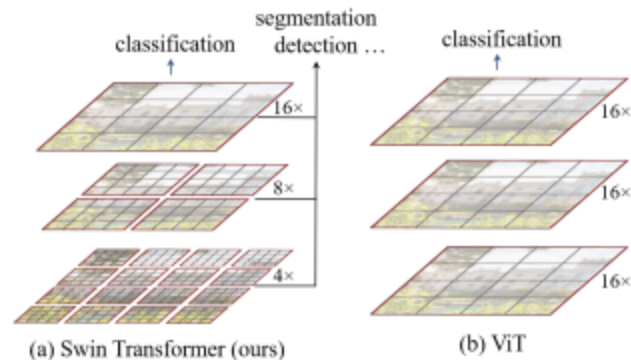 segmentation
classification
detection ...
classification
16×
16×
8×
16×
4×
16×
(a) Swin Transformer (ours)
(b) ViT